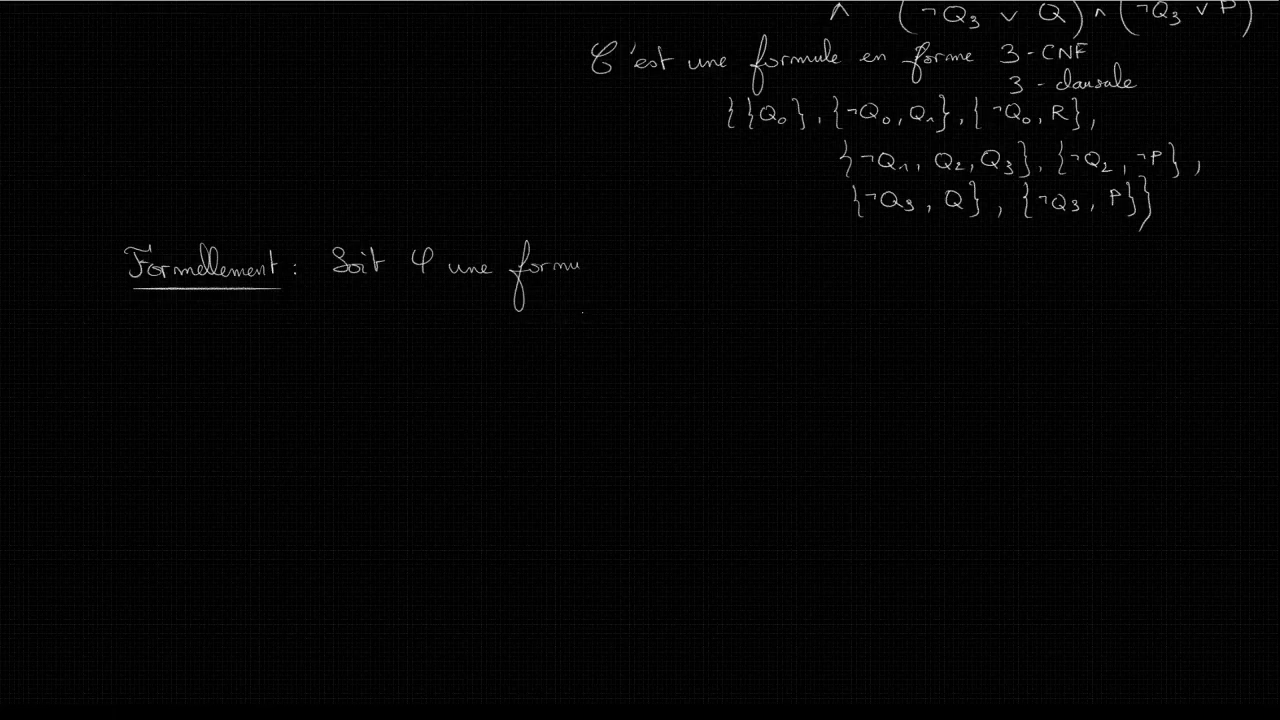 ∧ (¬Q₃ ∨ Q) ∧ (¬Q₃ ∨ P)
C'est une formule en forme 3-CNF
3-clausale
{{Q₀}, {¬Q₀, Q₁}, {¬Q₀, R},
{¬Q₁, Q₂, Q₃}, {¬Q₂, ¬P},
{¬Q₃, Q}, {¬Q₃, P}}
Formellement : Soit φ une formu